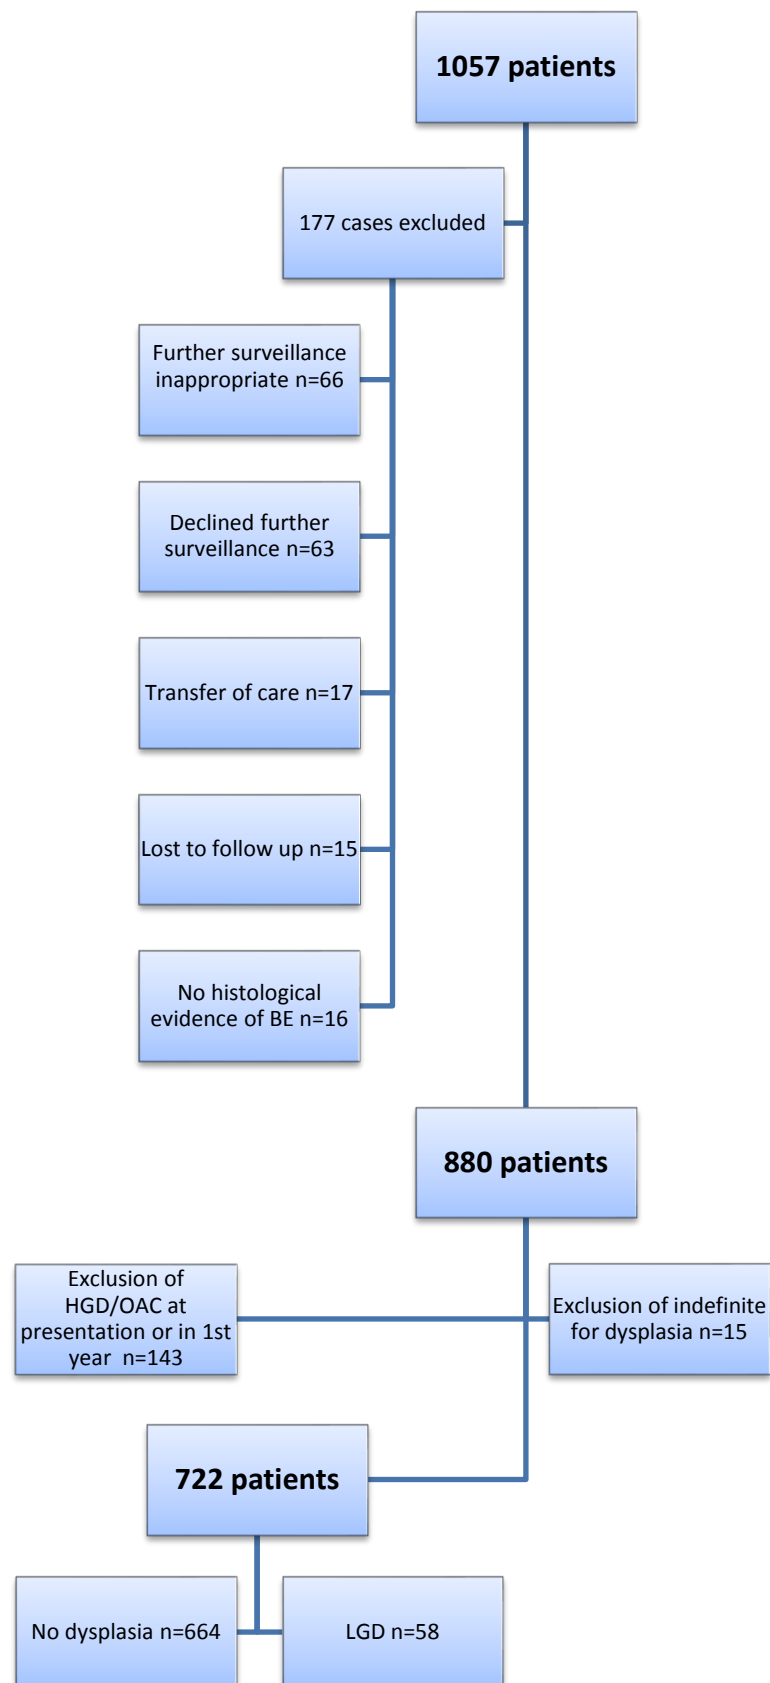 1057 patients
177 cases excluded
Further surveillance
inappropriate n=66
Declined further
surveillance n=63
Transfer of care n=17
Lost to follow up n=15
No histological
evidence of BE n=16
880 patients
Exclusion of
HGD/OAC at
presentation or in 1st
year  n=143
Exclusion of indefinite
for dysplasia n=15
722 patients
No dysplasia n=664
LGD n=58